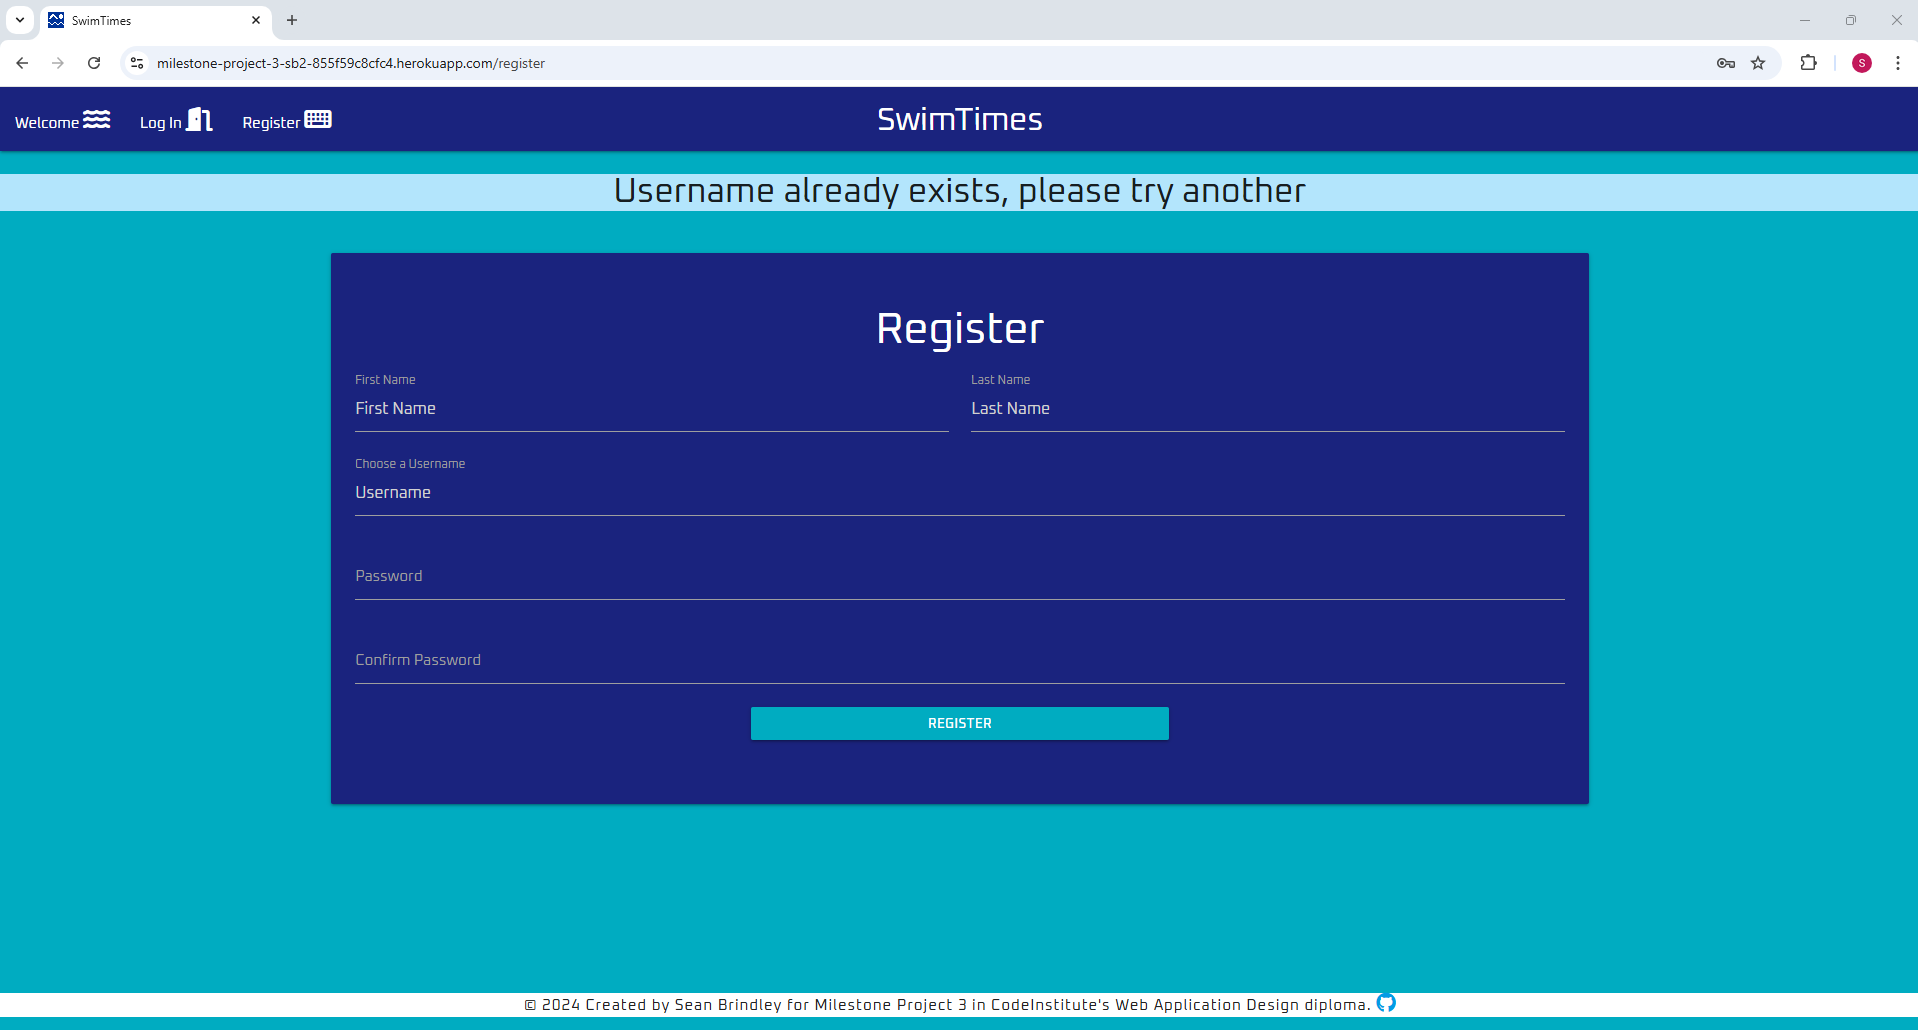 SwimTimes
milestone-project-3-sb2-855f59c8cfc4.herokuapp.com/register
S
Welcome Log In Register SwimTimes
Username already exists, please try another
Register
First Name Last Name
First Name Last Name
Choose a Username
Username
Password
Confirm Password
REGISTER
© 2024 Created by Sean Brindley for Milestone Project 3 in CodeInstitute's Web Application Design diploma.